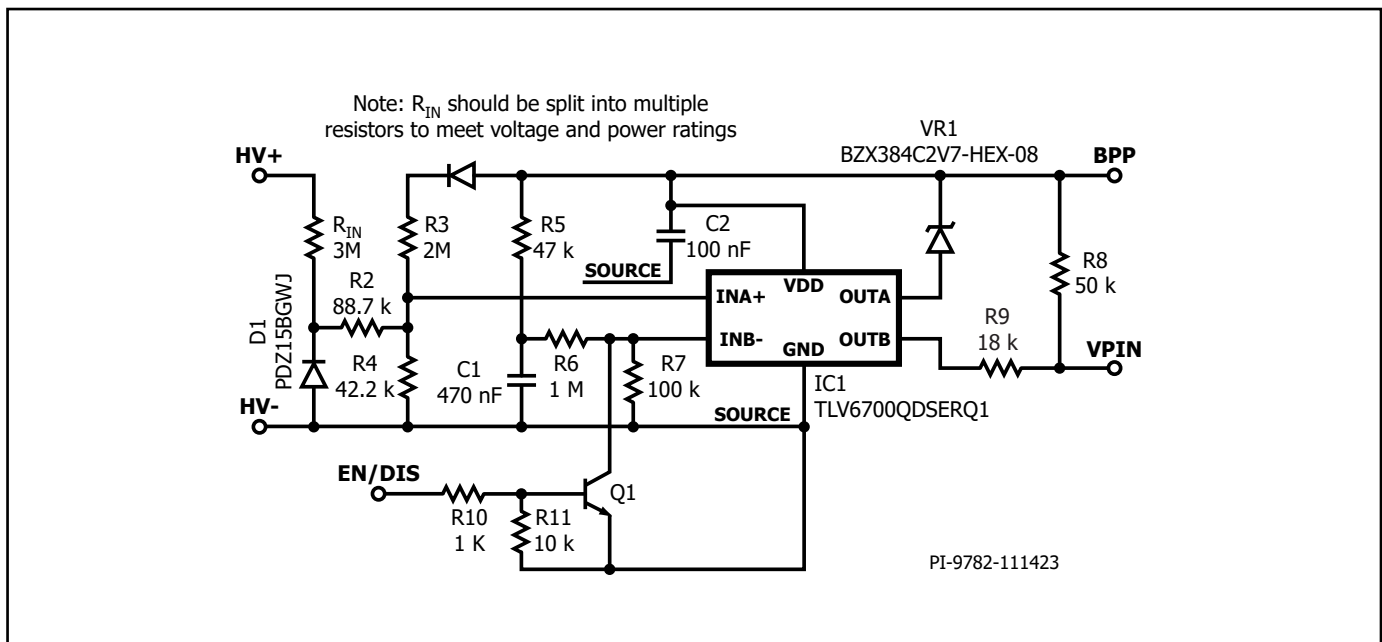 Note: RIN should be split into multiple
resistors to meet voltage and power ratings
VR1
BZX384C2V7-HEX-08
HV+
BPP
RIN
3M
R3
2M
R5
47 k
C2
100 nF
SOURCE
R8
50 k
R2
88.7 k
INA+
VDD
OUTA
D1
PDZ15BGWJ
R4
42.2 k
C1
470 nF
R6
1 M
R7
100 k
INB-
GND
OUTB
R9
18 k
VPIN
IC1
TLV6700QDSERQ1
HV-
SOURCE
EN/DIS
Q1
R10
1 K
R11
10 k
PI-9782-111423